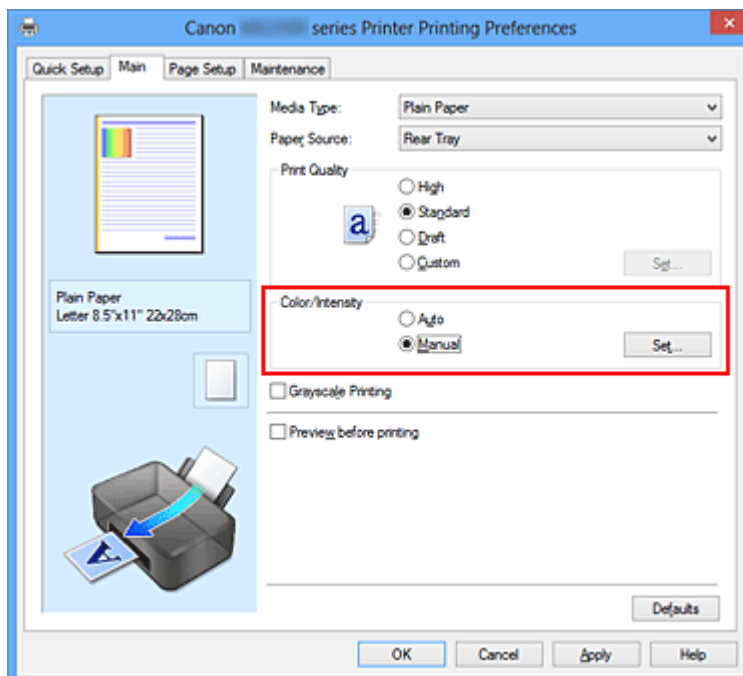 Canon series Printer Printing Preferences
Quick Setup Main Page Setup Maintenance
Media Type: Plain Paper
Paper Source: Rear Tray
Print Quality
High
a Standard
Draft
Custom Set...
Plain Paper
Letter 8.5"x11" 22x28cm
Color/Intensity
Auto
Manual Set...
Grayscale Printing
Preview before printing
A
Defaults
OK Cancel Apply Help